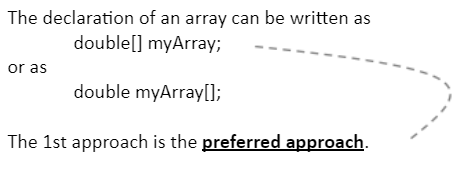 The declaration of an array can be written as
double[] myArray;
or as
double myArray[];
The 1st approach is the preferred approach.